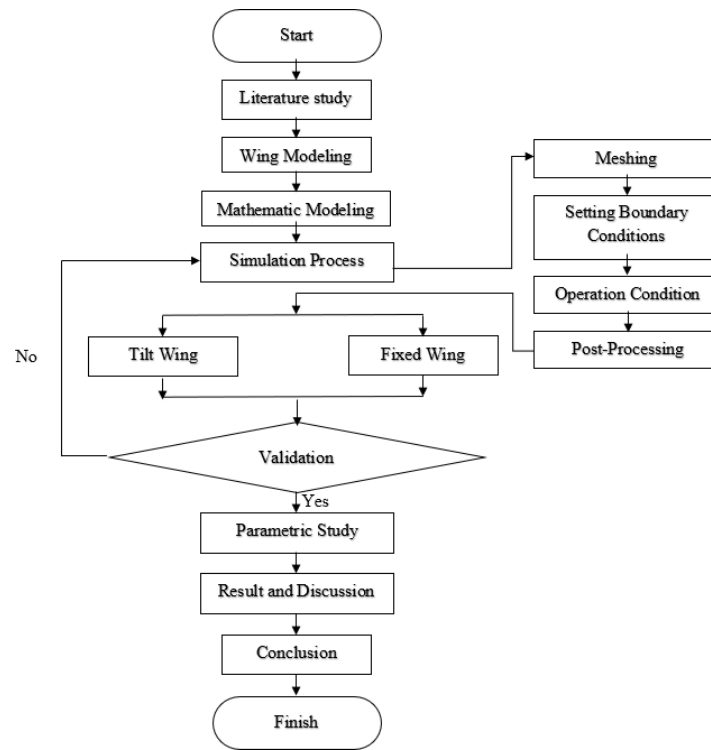 Start
Literature study
Wing Modeling
Mathematic Modeling
Simulation Process
Meshing
Setting Boundary
Conditions
Operation Condition
Post-Processing
Tilt Wing
Fixed Wing
No
Validation
Yes
Parametric Study
Result and Discussion
Conclusion
Finish